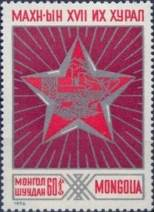 МАХН-ЫН XVII ИХ ХУРАЛ
МОНГОЛ
ШУУДАН 60₮
MONGOLIA
1976